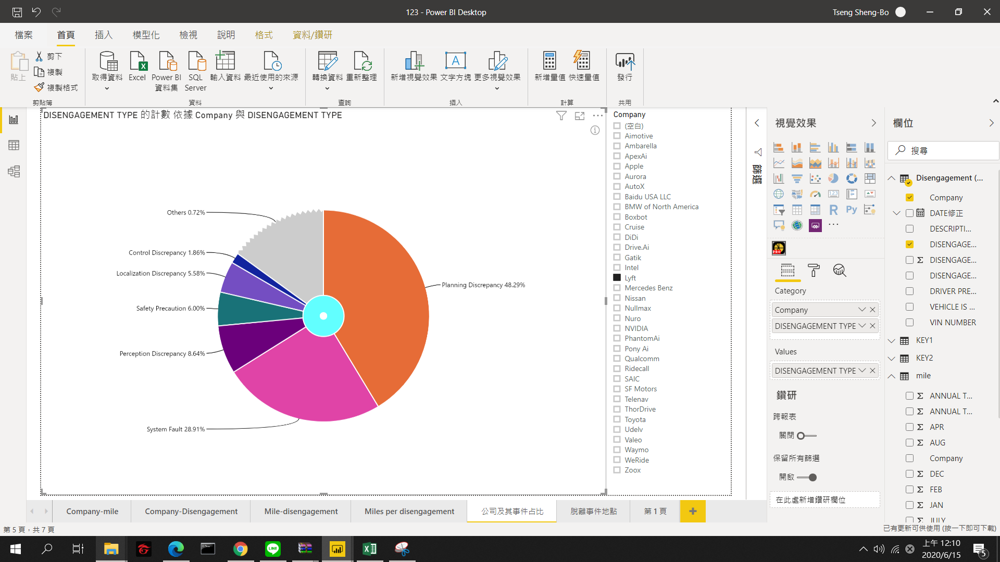 123 - Power BI Desktop
Tseng Sheng-Bo
檔案
首頁
插入
模型化
檢視
說明
格式
資料/鑽研
貼上
剪下
複製
複製格式
剪貼簿
取得資料
Excel
Power BI
資料集
SQL
Server
輸入資料
最近使用的來源
資料
轉換資料
重新整理
查詢
新增視覺效果
文字方塊
更多視覺效果
插入
新增量值
快速量值
計算
發行
共用
DISENGAGEMENT TYPE 的計數 依據 Company 與 DISENGAGEMENT TYPE
Others 0.72%
Control Discrepancy 1.86%
Localization Discrepancy 5.58%
Safety Precaution 6.00%
Perception Discrepancy 8.64%
System Fault 28.91%
Planning Discrepancy 48.29%
Company
(空白)
Aimotive
Ambarella
ApexAi
Apple
Aurora
AutoX
Baidu USA LLC
BMW of North America
Boxbot
Cruise
DiDi
Drive.Ai
Gatik
Intel
Lyft
Mercedes Benz
Nissan
Nullmax
Nuro
NVIDIA
PhantomAi
Pony Ai
Qualcomm
Ridecall
SAIC
SF Motors
Telenav
ThorDrive
Toyota
Udelv
Valeo
Waymo
WeRide
Zoox
篩選
視覺效果
123
R
Py
PRO
Category
Company
DISENGAGEMENT TYPE
Values
DISENGAGEMENT TYPE
鑽研
跨報表
關閉
保留所有篩選
開啟
在此處新增鑽研欄位
欄位
搜尋
Disengagement (...
Company
DATE修正
DESCRIPTI...
DISENGAGE...
Σ DISENGAGE...
DISENGAGE...
DRIVER PRE...
VEHICLE IS ...
VIN NUMBER
KEY1
KEY2
mile
Σ ANNUAL T...
Σ ANNUAL T...
Σ APR
Σ AUG
Company
Σ DEC
Σ FEB
Σ JAN
Σ JULY
Company-mile
Company-Disengagement
Mile-disengagement
Miles per disengagement
公司及其事件占比
脫離事件地點
第 1 頁
第 5 頁，共 7 頁
已有更新可供使用 (按一下即可下載)
LINE
上午 12:10
2020/6/15
5